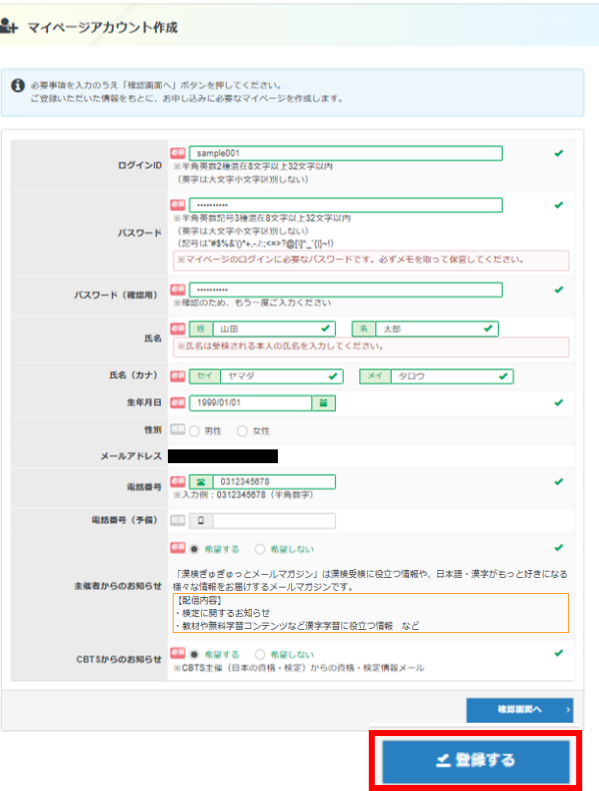 マイページアカウント作成
必要事項を入力のうえ「確認画面へ」ボタンを押してください。
ご登録いただいた情報をもとに、お申し込みに必要なマイページを作成します。
ログインID
必須 sample001
※半角英数2種混在8文字以上32文字以内
（英字は大文字小文字区別しない）
パスワード
必須 ••••••••••
※半角英数記号3種混在8文字以上32文字以内
（英字は大文字小文字区別しない）
※マイページのログインに必要なパスワードです。必ずメモを取って保管してください。
パスワード（確認用）
必須 ••••••••••
※確認のため、もう一度ご入力ください
氏名
必須 姓 山田 名 太郎
※氏名は受検される本人の氏名を入力してください。
氏名（カナ）
必須 セイ ヤマダ メイ タロウ
生年月日
必須 1999/01/01
性別
任意 男性 女性
メールアドレス
電話番号
必須 0312345678
※入力例：0312345678（半角数字）
電話番号（予備）
任意
主催者からのお知らせ
必須 希望する 希望しない
「漢検ぎゅぎゅっとメールマガジン」は漢検受検に役立つ情報や、日本語・漢字がもっと好きになる
様々な情報をお届けするメールマガジンです。
【配信内容】
・検定に関するお知らせ
・教材や無料学習コンテンツなど漢字学習に役立つ情報　など
CBTSからのお知らせ
必須 希望する 希望しない
※CBTS主催（日本の資格・検定）からの資格・検定情報メール
確認画面へ
登録する